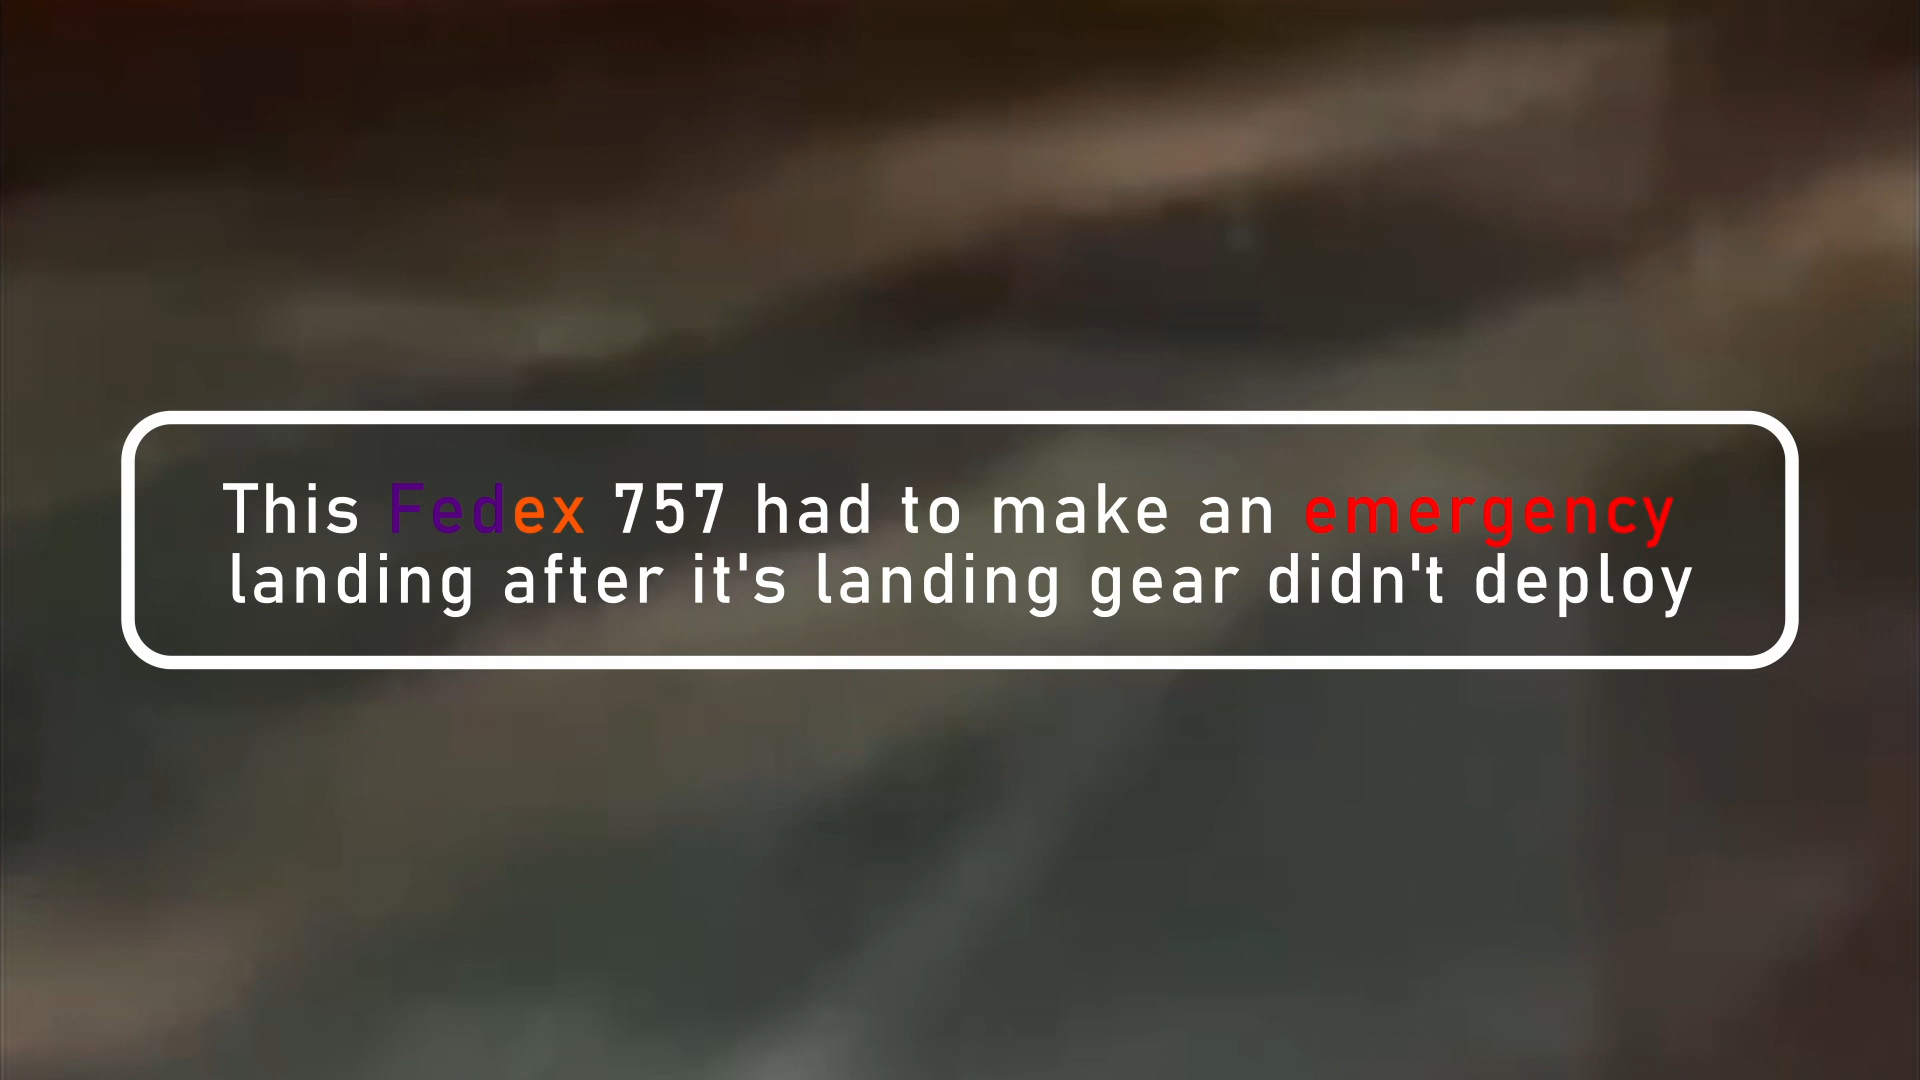 This Fedex 757 had to make an emergency
landing after it's landing gear didn't deploy